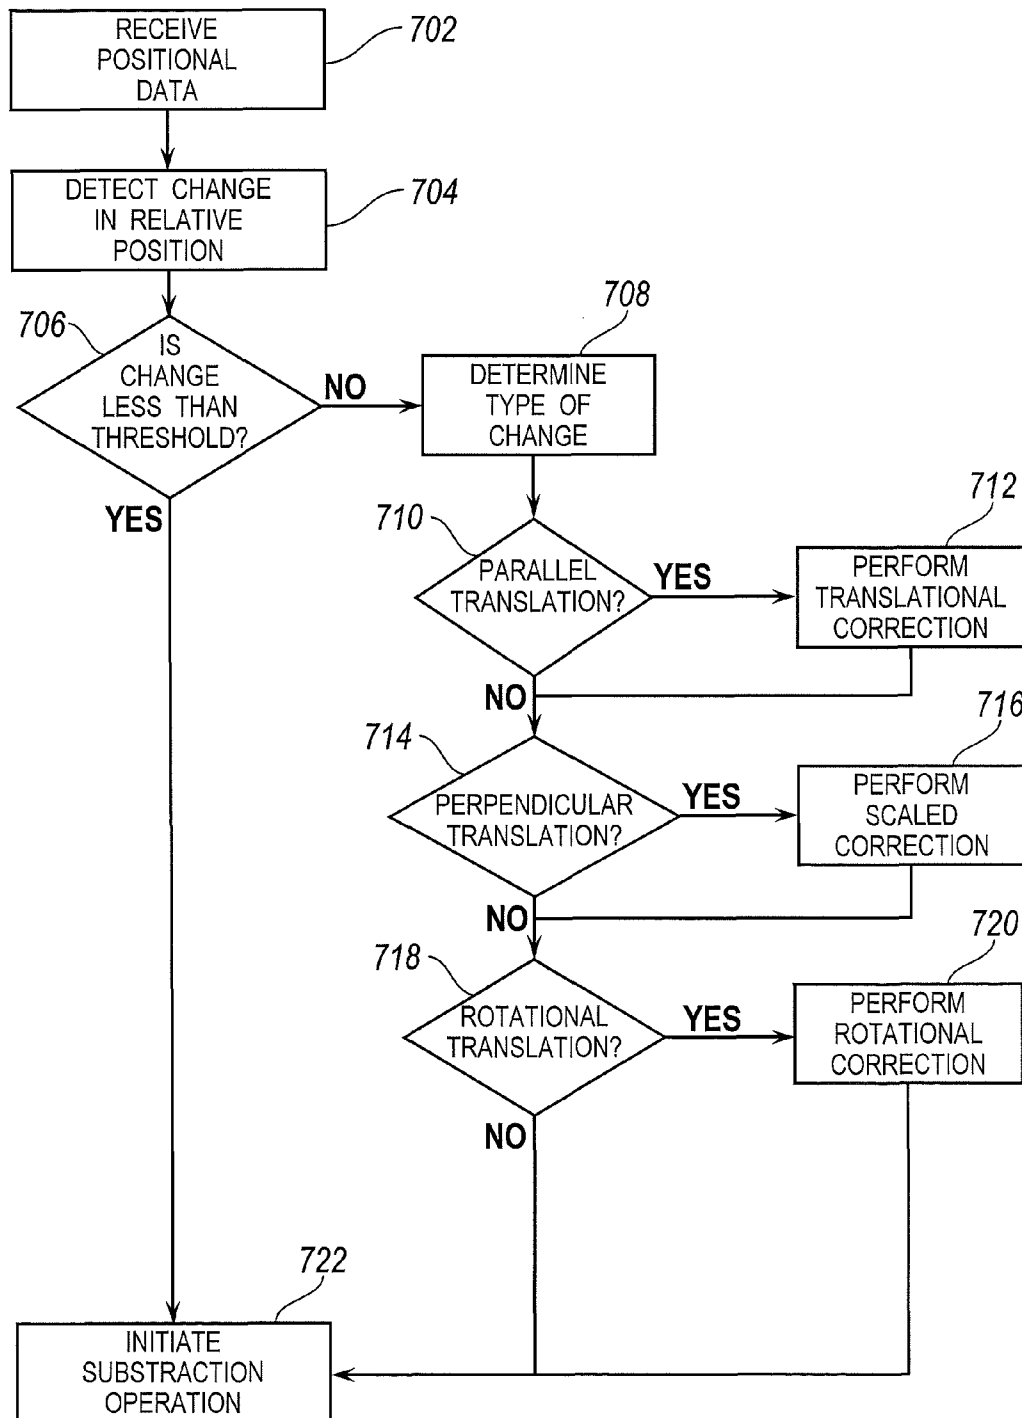 RECEIVE
POSITIONAL
DATA
702
DETECT CHANGE
IN RELATIVE
POSITION
704
706
IS
CHANGE
LESS THAN
THRESHOLD?
NO
YES
708
DETERMINE
TYPE OF
CHANGE
710
PARALLEL
TRANSLATION?
YES
NO
712
PERFORM
TRANSLATIONAL
CORRECTION
714
PERPENDICULAR
TRANSLATION?
YES
NO
716
PERFORM
SCALED
CORRECTION
718
ROTATIONAL
TRANSLATION?
YES
NO
720
PERFORM
ROTATIONAL
CORRECTION
722
INITIATE
SUBSTRACTION
OPERATION